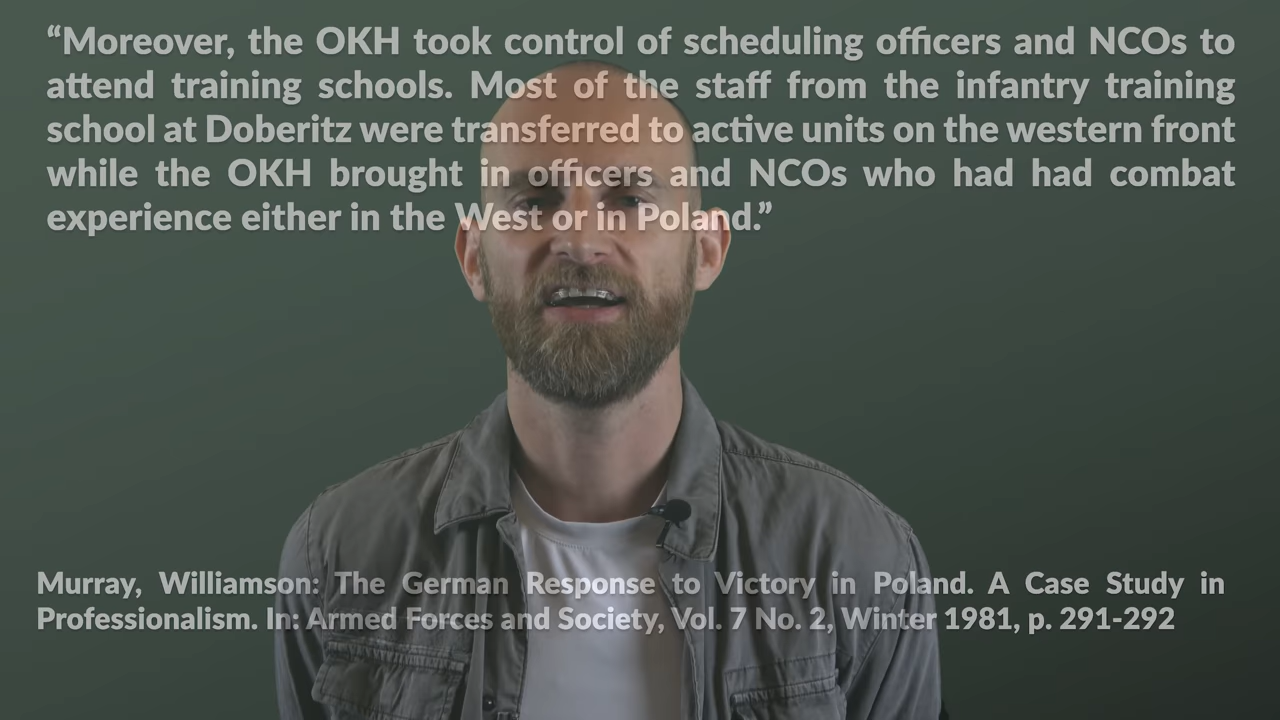 “Moreover, the OKH took control of scheduling officers and NCOs to
attend training schools. Most of the staff from the infantry training
school at Doberitz were transferred to active units on the western front
while the OKH brought in officers and NCOs who had had combat
experience either in the West or in Poland.”
Murray, Williamson: The German Response to Victory in Poland. A Case Study in
Professionalism. In: Armed Forces and Society, Vol. 7 No. 2, Winter 1981, p. 291-292